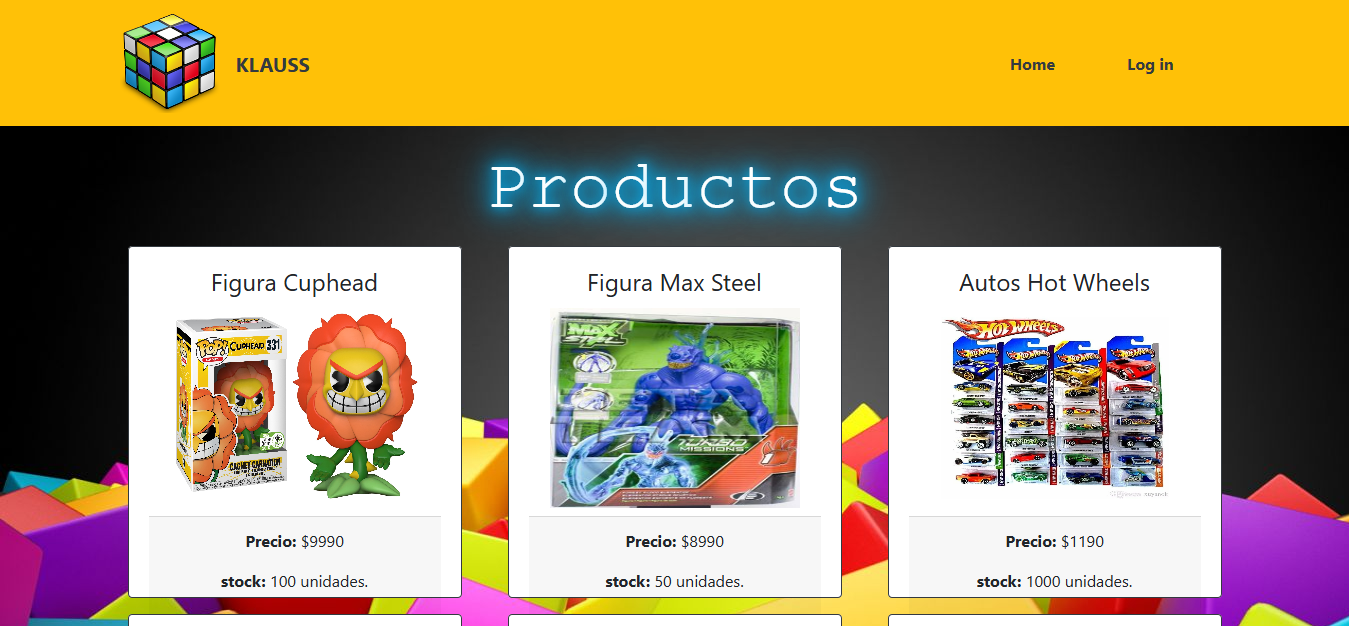 KLAUSS
Home
Log in
Productos
Figura Cuphead
POP!
CUPHEAD
331
CAGNEY CARNATION
Precio: $9990
stock: 100 unidades.
Figura Max Steel
MAX
STEEL
TURBO
MISSIONS
Precio: $8990
stock: 50 unidades.
Autos Hot Wheels
HOT WHEELS
Precio: $1190
stock: 1000 unidades.